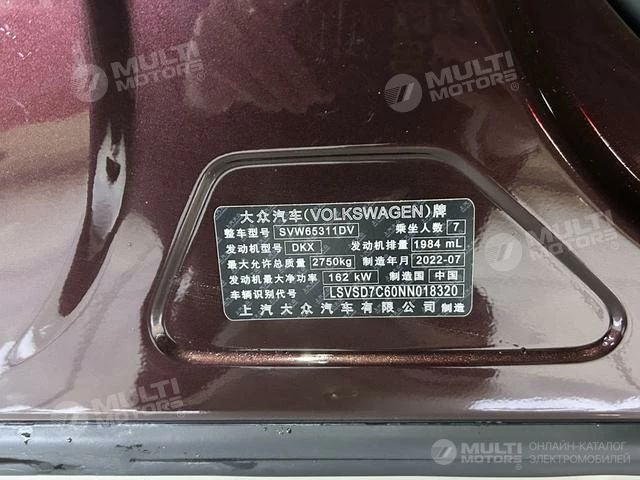 MULTI
MOTORS
MULTI
MOTORS
大众汽车(VOLKSWAGEN)牌
整车型号 SVW65311DV 乘坐人数 7
发动机型号 DKX 发动机排量 1984 mL
最大允许总质量 2750kg 制造年月 2022-07
发动机最大净功率 162 kW 制造国 中国
车辆识别代号 LSVSD7C60NN018320
上汽大众汽车有限公司 制造
MULTI
MOTORS
MULTI
MOTORS
MULTI
MOTORS
ОНЛАЙН-КАТАЛОГ
ЭЛЕКТРОМОБИЛЕЙ